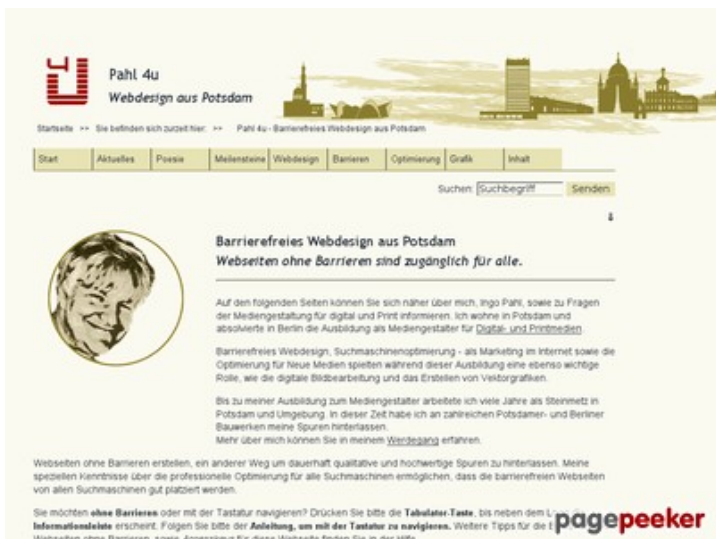 Pahl 4u
Webdesign aus Potsdam
Startseite >> Sie befinden sich zurzeit hier: >> Pahl 4u - Barrierefreies Webdesign aus Potsdam
Start Aktuelles Poesie Meilensteine Webdesign Barrieren Optimierung Grafik Inhalt
Suchen: Suchbegriff Senden
Barrierefreies Webdesign aus Potsdam
Webseiten ohne Barrieren sind zugänglich für alle.
Auf den folgenden Seiten können Sie sich näher über mich, Ingo Pahl, sowie zu Fragen
der Mediengestaltung für digital und Print informieren. Ich wohne in Potsdam und
absolvierte in Berlin die Ausbildung als Mediengestalter für Digital- und Printmedien.
Barrierefreies Webdesign, Suchmaschinenoptimierung - als Marketing im Internet sowie die
Optimierung für Neue Medien spielten während dieser Ausbildung eine ebenso wichtige
Rolle, wie die digitale Bildbearbeitung und das Erstellen von Vektorgrafiken.
Bis zu meiner Ausbildung zum Mediengestalter arbeitete ich viele Jahre als Steinmetz in
Potsdam und Umgebung. In dieser Zeit habe ich an zahlreichen Potsdamer- und Berliner
Bauwerken meine Spuren hinterlassen.
Mehr über mich können Sie in meinem Werdegang erfahren.
Webseiten ohne Barrieren erstellen, ein anderer Weg um dauerhaft qualitative und hochwertige Spuren zu hinterlassen. Meine
speziellen Kenntnisse über die professionelle Optimierung für alle Suchmaschinen ermöglichen, dass die barrierefreien Webseiten
von allen Suchmaschinen gut platziert werden.
Sie möchten ohne Barrieren oder mit der Tastatur navigieren? Drücken Sie bitte die Tabulator-Taste, bis neben dem
Informationsleiste erscheint. Folgen Sie bitte der Anleitung, um mit der Tastatur zu navigieren. Weitere Tipps für die
pagepeeker